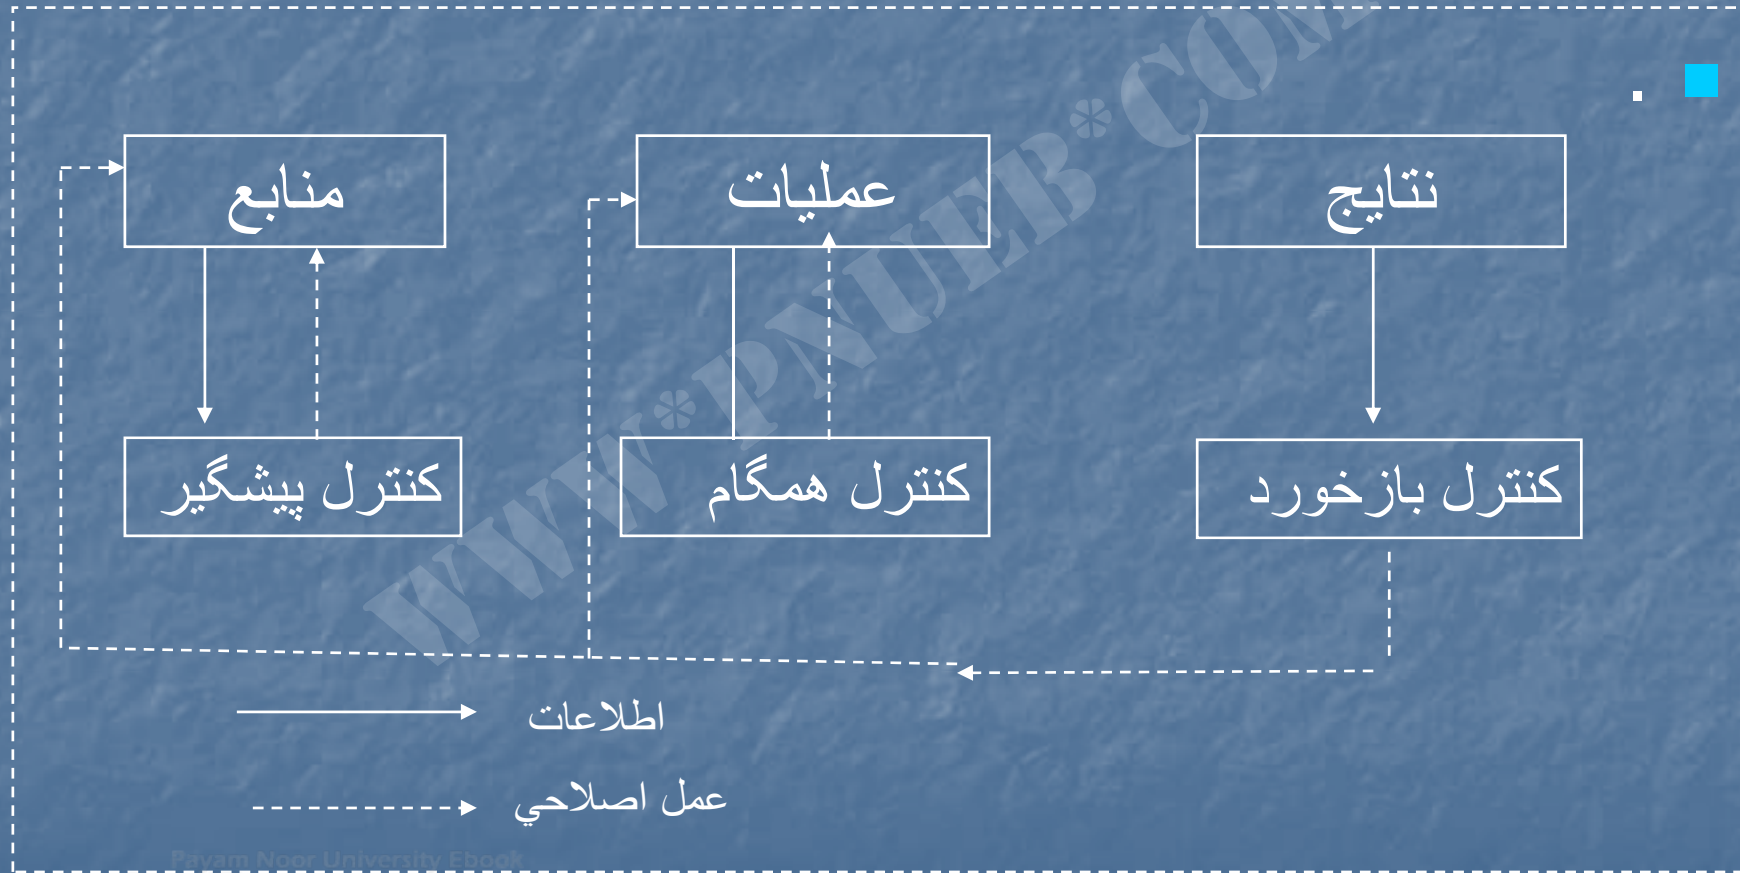 .
نتايج
عمليات
منابع
كنترل بازخورد
كنترل همگام
كنترل پيشگير
اطلاعات
عمل اصلاحي
WWW*PNUEB*COM
Payam Noor University Ebook